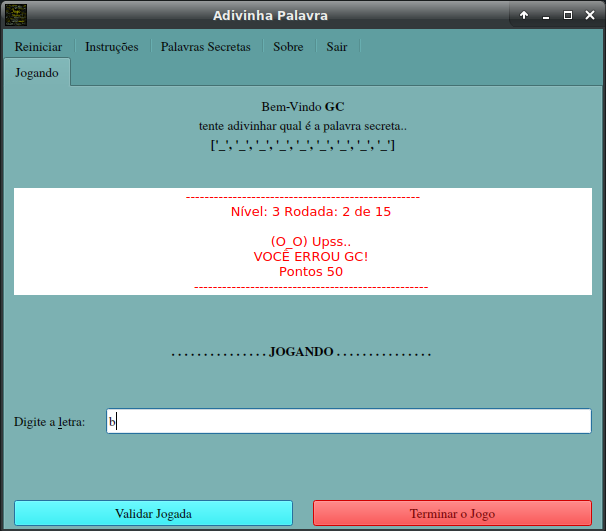 Adivinha Palavra
Reiniciar Instruções Palavras Secretas Sobre Sair
Jogando
Bem-Vindo GC
tente adivinhar qual é a palavra secreta..
['_', '_', '_', '_', '_', '_', '_', '_', '_']
--------------------------------------------------
Nível: 3 Rodada: 2 de 15
(O_O) Upss..
VOCÊ ERROU GC!
Pontos 50
--------------------------------------------------
. . . . . . . . . . . . . . . JOGANDO . . . . . . . . . . . . . . .
Digite a letra: b
Validar Jogada Terminar o Jogo